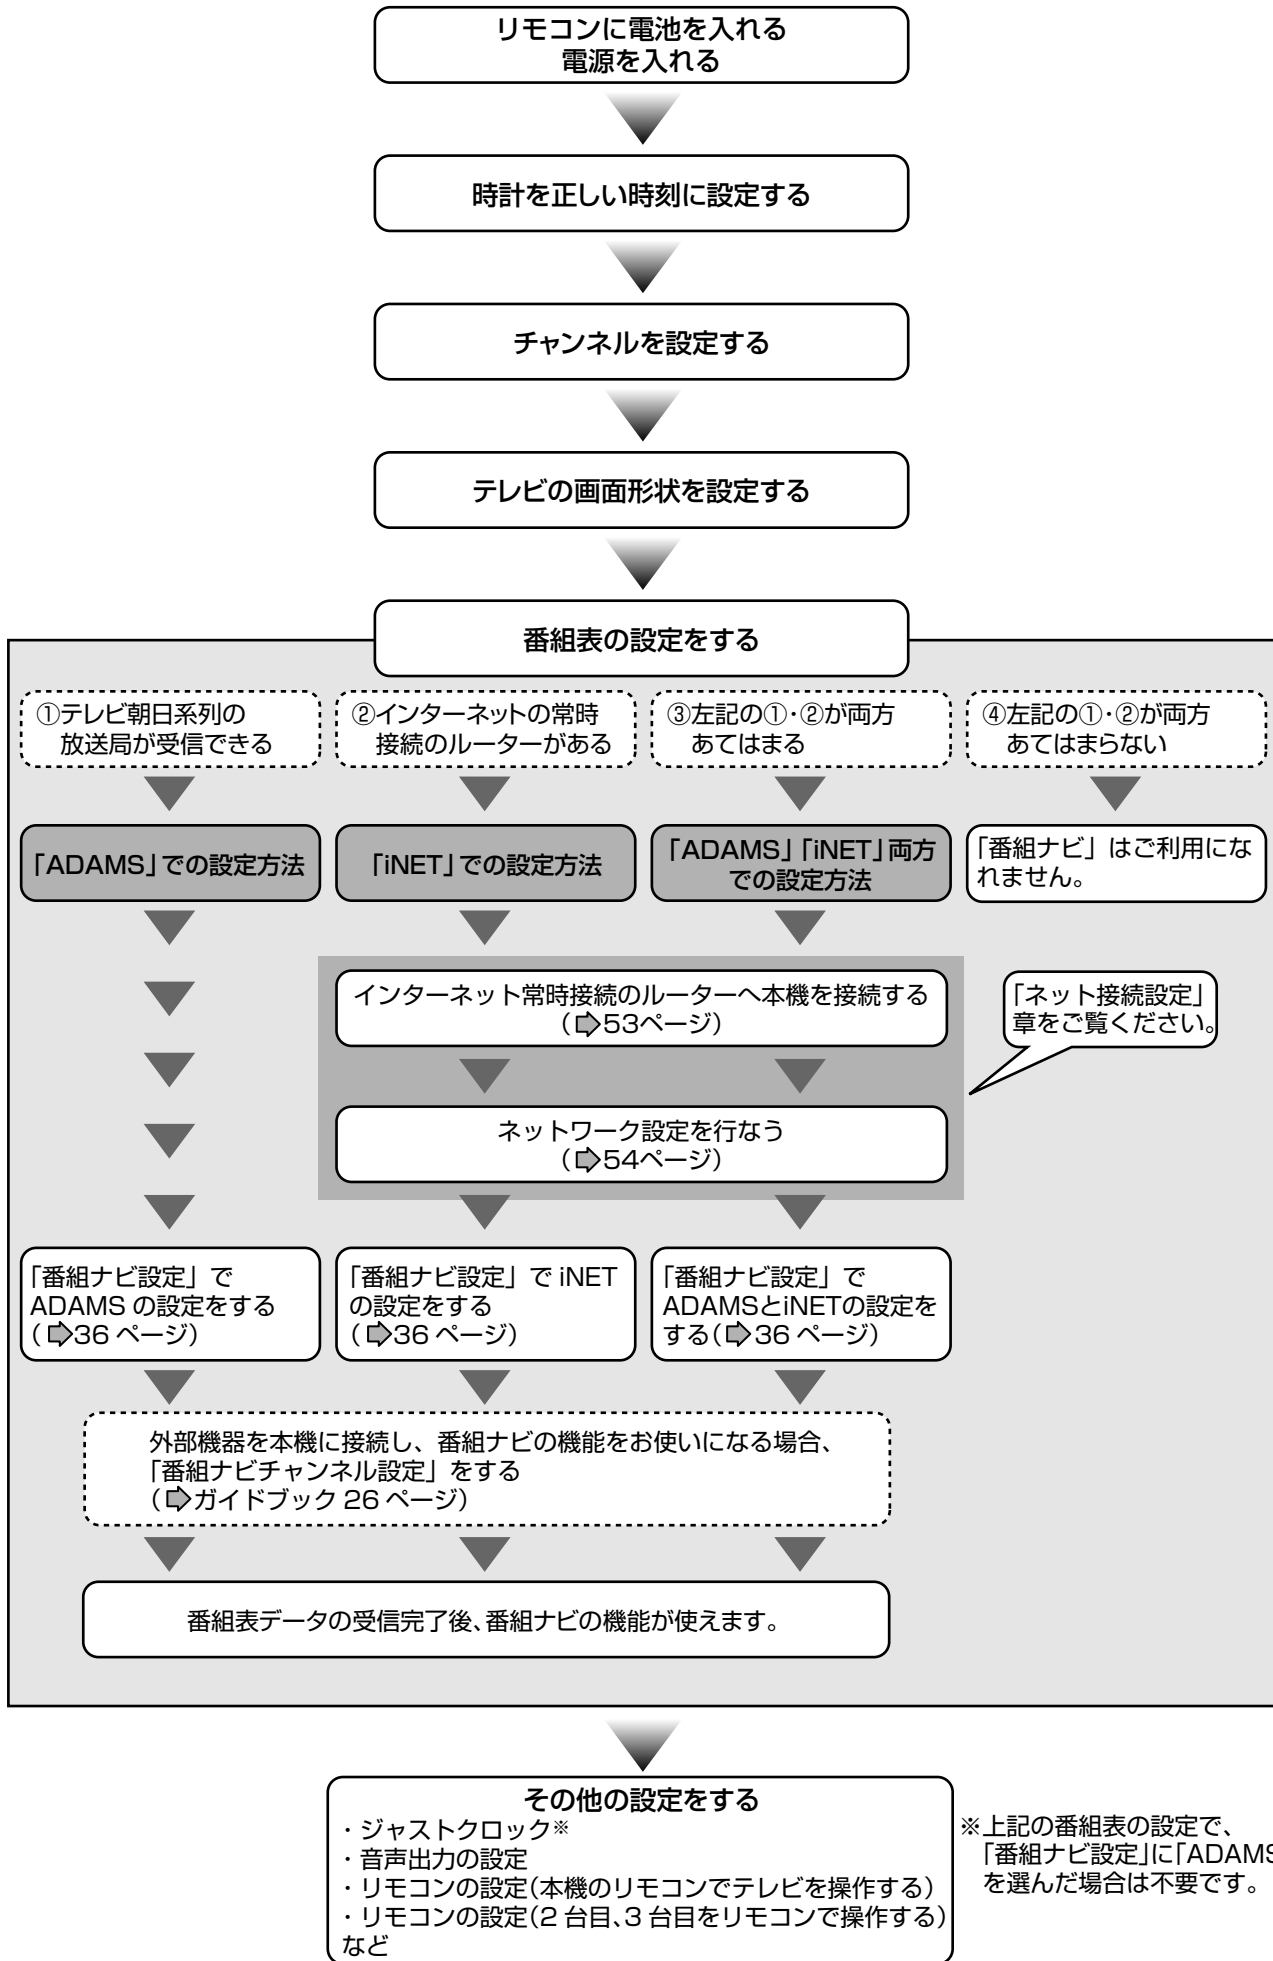 リモコンに電池を入れる
電源を入れる
時計を正しい時刻に設定する
チャンネルを設定する
テレビの画面形状を設定する
番組表の設定をする
①テレビ朝日系列の
放送局が受信できる
②インターネットの常時
接続のルーターがある
③左記の①・②が両方
あてはまる
④左記の①・②が両方
あてはまらない
「ADAMS」での設定方法
「iNET」での設定方法
「ADAMS」「iNET」両方
での設定方法
「番組ナビ」はご利用にな
れません。
インターネット常時接続のルーターへ本機を接続する
（⇨53ページ）
「ネット接続設定」
章をご覧ください。
ネットワーク設定を行なう
（⇨54ページ）
「番組ナビ設定」で
ADAMS の設定をする
（⇨36 ページ）
「番組ナビ設定」で iNET
の設定をする
（⇨36 ページ）
「番組ナビ設定」で
ADAMSとiNETの設定を
する（⇨36 ページ）
外部機器を本機に接続し、番組ナビの機能をお使いになる場合、
「番組ナビチャンネル設定」をする
（⇨ガイドブック 26 ページ）
番組表データの受信完了後、番組ナビの機能が使えます。
その他の設定をする
・ジャストクロック※
・音声出力の設定
・リモコンの設定（本機のリモコンでテレビを操作する）
・リモコンの設定（2 台目、3 台目をリモコンで操作する）
など
※上記の番組表の設定で、
「番組ナビ設定」に「ADAMS
を選んだ場合は不要です。